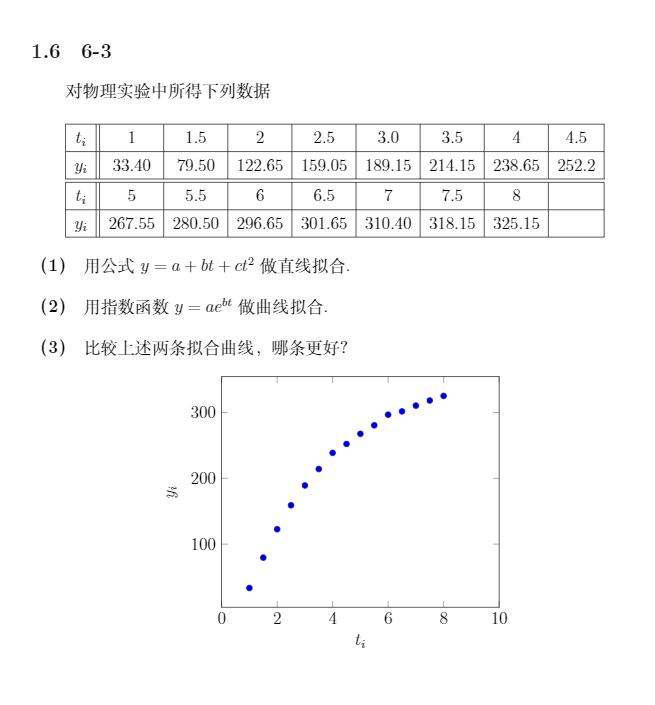 1.6 6-3
对物理实验中所得下列数据
t_i 1 1.5 2 2.5 3.0 3.5 4 4.5
y_i 33.40 79.50 122.65 159.05 189.15 214.15 238.65 252.2
t_i 5 5.5 6 6.5 7 7.5 8
y_i 267.55 280.50 296.65 301.65 310.40 318.15 325.15
(1) 用公式 y = a + bt + ct² 做直线拟合.
(2) 用指数函数 y = ae^{bt} 做曲线拟合.
(3) 比较上述两条拟合曲线，哪条更好？
300
200
100
y_i
0 2 4 6 8 10
t_i